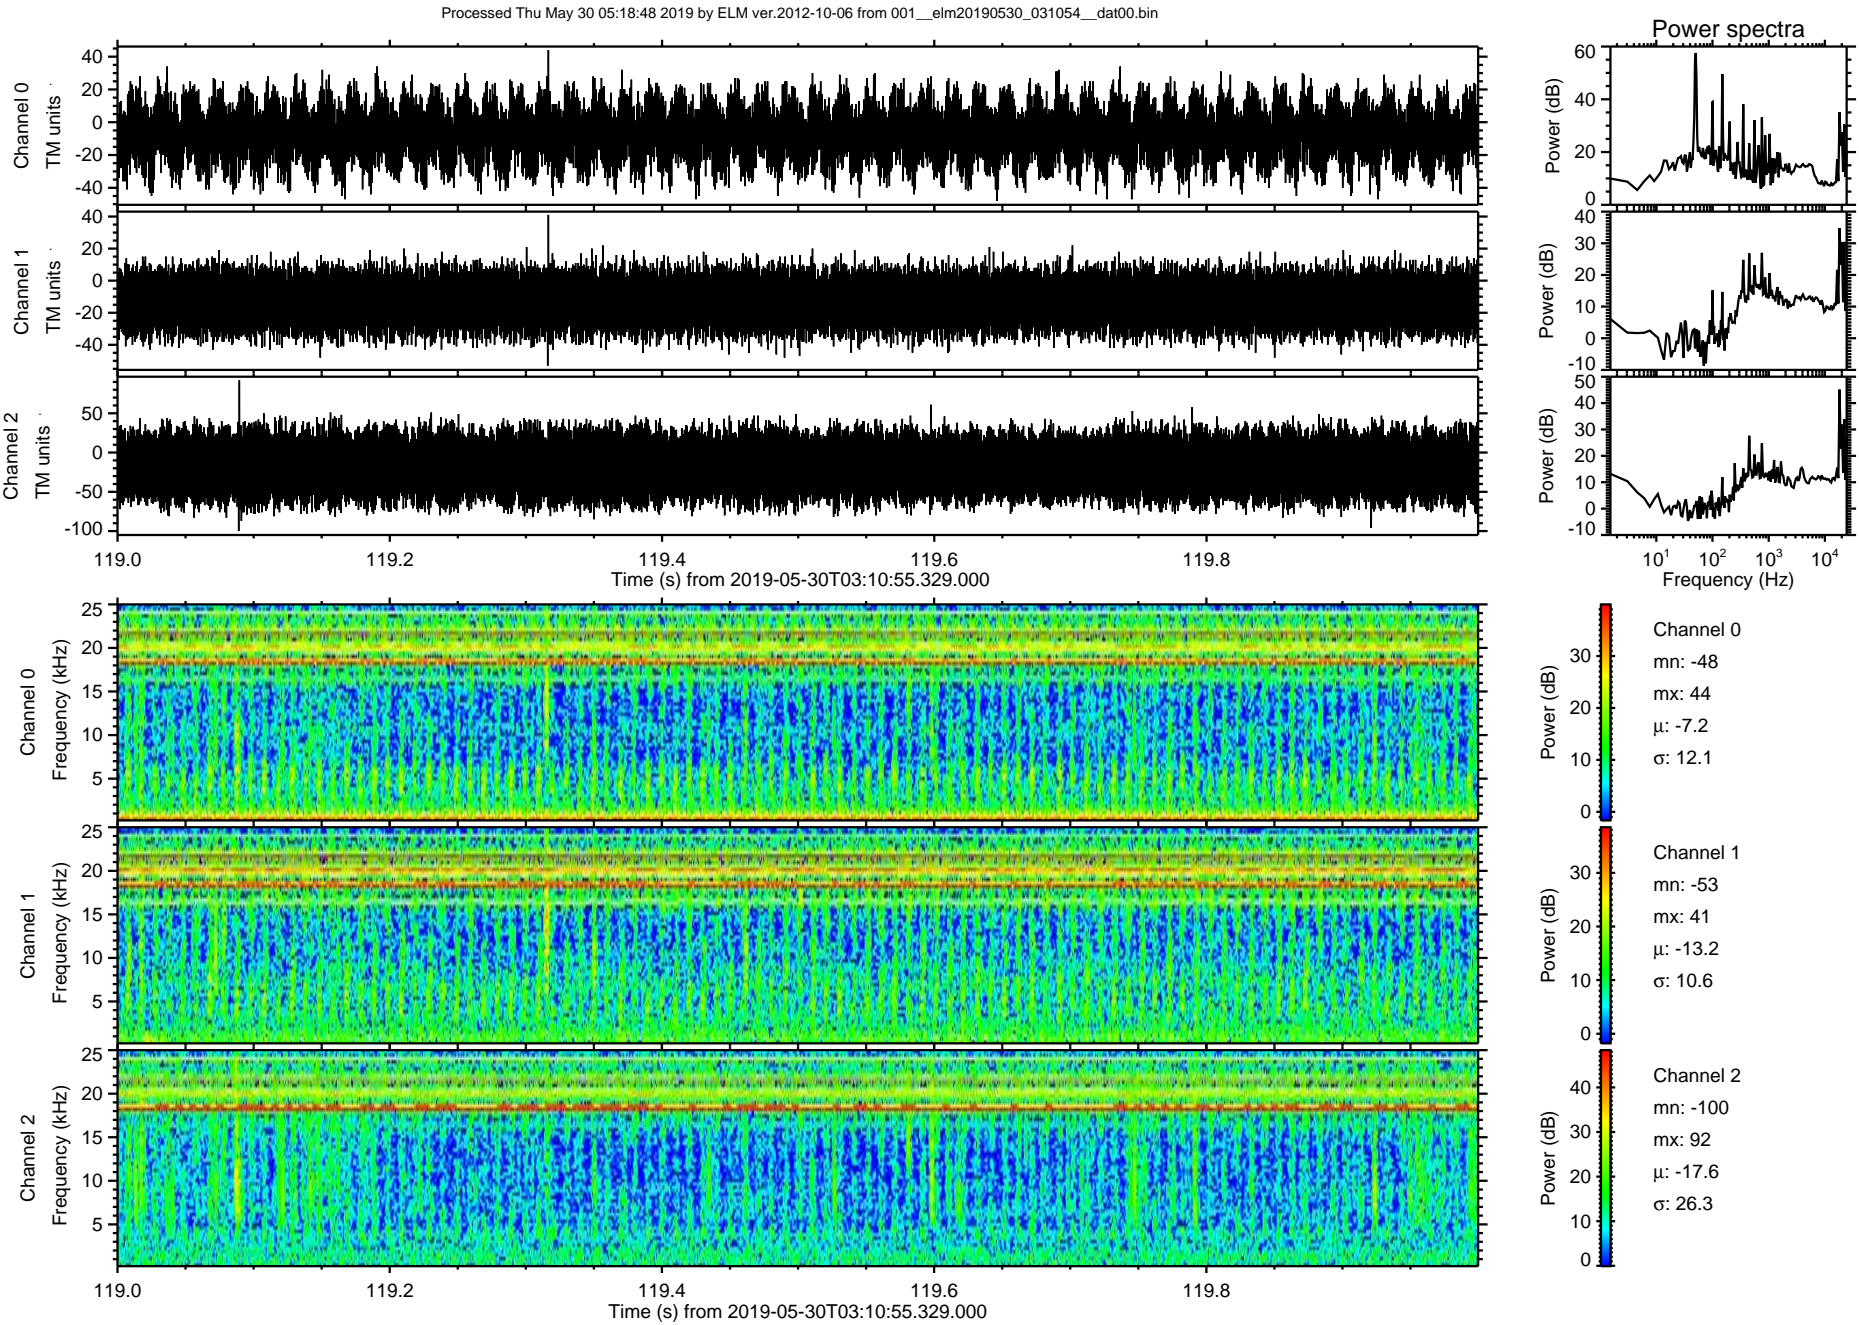 Processed Thu May 30 05:18:48 2019 by ELM ver.2012-10-06 from 001__elm20190530_031054__dat00.bin
Power spectra
Channel 0
TM units
40
20
0
-20
-40
Power (dB)
60
40
20
0
Channel 1
TM units
40
20
0
-20
-40
Power (dB)
40
30
20
10
0
-10
Channel 2
TM units
50
0
-50
-100
Power (dB)
50
40
30
20
10
0
-10
119.0 119.2 119.4 119.6 119.8
Time (s) from 2019-05-30T03:10:55.329.000
10¹ 10² 10³ 10⁴
Frequency (Hz)
Channel 0
Frequency (kHz)
25
20
15
10
5
Power (dB)
30
20
10
0
Channel 0
mn: -48
mx: 44
μ: -7.2
σ: 12.1
Channel 1
Frequency (kHz)
25
20
15
10
5
Power (dB)
30
20
10
0
Channel 1
mn: -53
mx: 41
μ: -13.2
σ: 10.6
Channel 2
Frequency (kHz)
25
20
15
10
5
Power (dB)
40
30
20
10
0
Channel 2
mn: -100
mx: 92
μ: -17.6
σ: 26.3
119.0 119.2 119.4 119.6 119.8
Time (s) from 2019-05-30T03:10:55.329.000